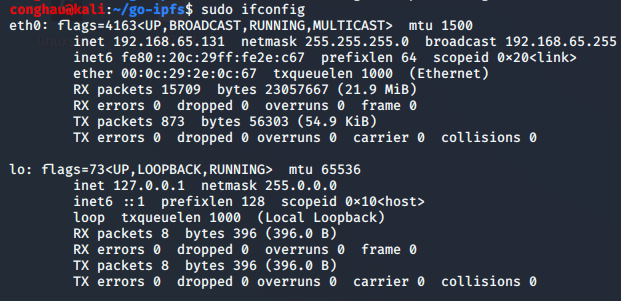 conghau@kali:~/go-ipfs$ sudo ifconfig
eth0: flags=4163<UP,BROADCAST,RUNNING,MULTICAST>  mtu 1500
        inet 192.168.65.131  netmask 255.255.255.0  broadcast 192.168.65.255
        inet6 fe80::20c:29ff:fe2e:c67  prefixlen 64  scopeid 0×20<link>
        ether 00:0c:29:2e:0c:67  txqueuelen 1000  (Ethernet)
        RX packets 15709  bytes 23057667 (21.9 MiB)
        RX errors 0  dropped 0  overruns 0  frame 0
        TX packets 873  bytes 56303 (54.9 KiB)
        TX errors 0  dropped 0 overruns 0  carrier 0  collisions 0

lo: flags=73<UP,LOOPBACK,RUNNING>  mtu 65536
        inet 127.0.0.1  netmask 255.0.0.0
        inet6 ::1  prefixlen 128  scopeid 0×10<host>
        loop  txqueuelen 1000  (Local Loopback)
        RX packets 8  bytes 396 (396.0 B)
        RX errors 0  dropped 0  overruns 0  frame 0
        TX packets 8  bytes 396 (396.0 B)
        TX errors 0  dropped 0 overruns 0  carrier 0  collisions 0